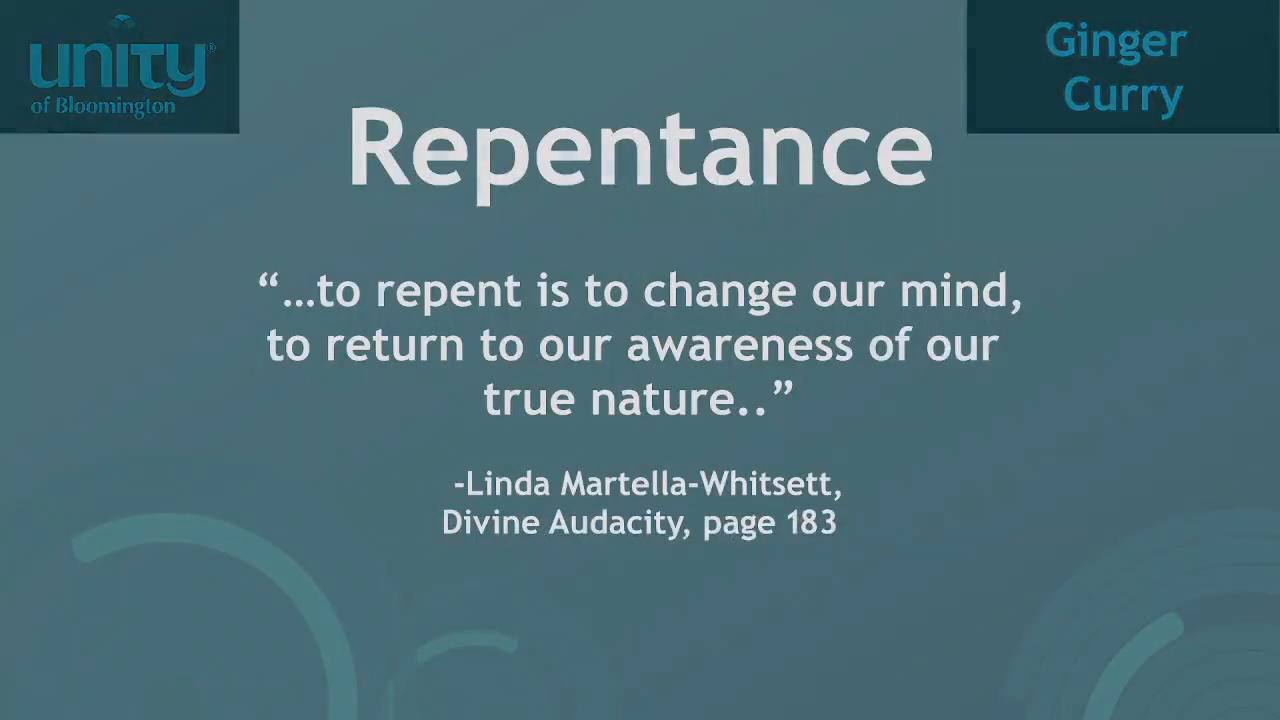 unity®
of Bloomington
Ginger
Curry
Repentance
“…to repent is to change our mind,
to return to our awareness of our
true nature..”
-Linda Martella-Whitsett,
Divine Audacity, page 183